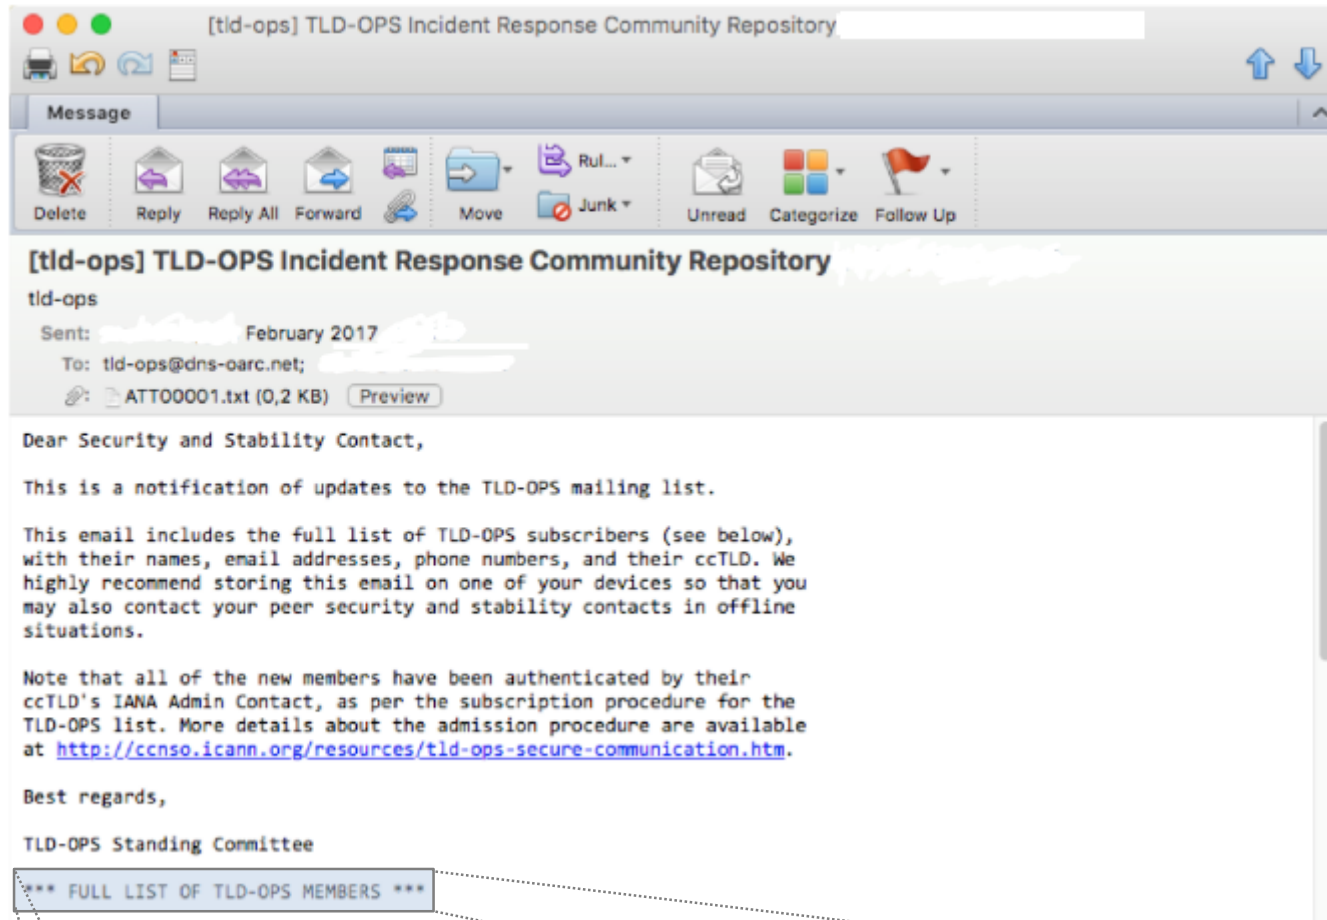 [tld-ops] TLD-OPS Incident Response Community Repository
Message
Delete
Reply
Reply All
Forward
Move
Rul...
Junk
Unread
Categorize
Follow Up
[tld-ops] TLD-OPS Incident Response Community Repository
tld-ops
Sent: February 2017
To: tld-ops@dns-oarc.net;
ATT00001.txt (0,2 KB) Preview
Dear Security and Stability Contact,
This is a notification of updates to the TLD-OPS mailing list.
This email includes the full list of TLD-OPS subscribers (see below),
with their names, email addresses, phone numbers, and their ccTLD. We
highly recommend storing this email on one of your devices so that you
may also contact your peer security and stability contacts in offline
situations.
Note that all of the new members have been authenticated by their
ccTLD's IANA Admin Contact, as per the subscription procedure for the
TLD-OPS list. More details about the admission procedure are available
at http://ccnso.icann.org/resources/tld-ops-secure-communication.htm.
Best regards,
TLD-OPS Standing Committee
*** FULL LIST OF TLD-OPS MEMBERS ***